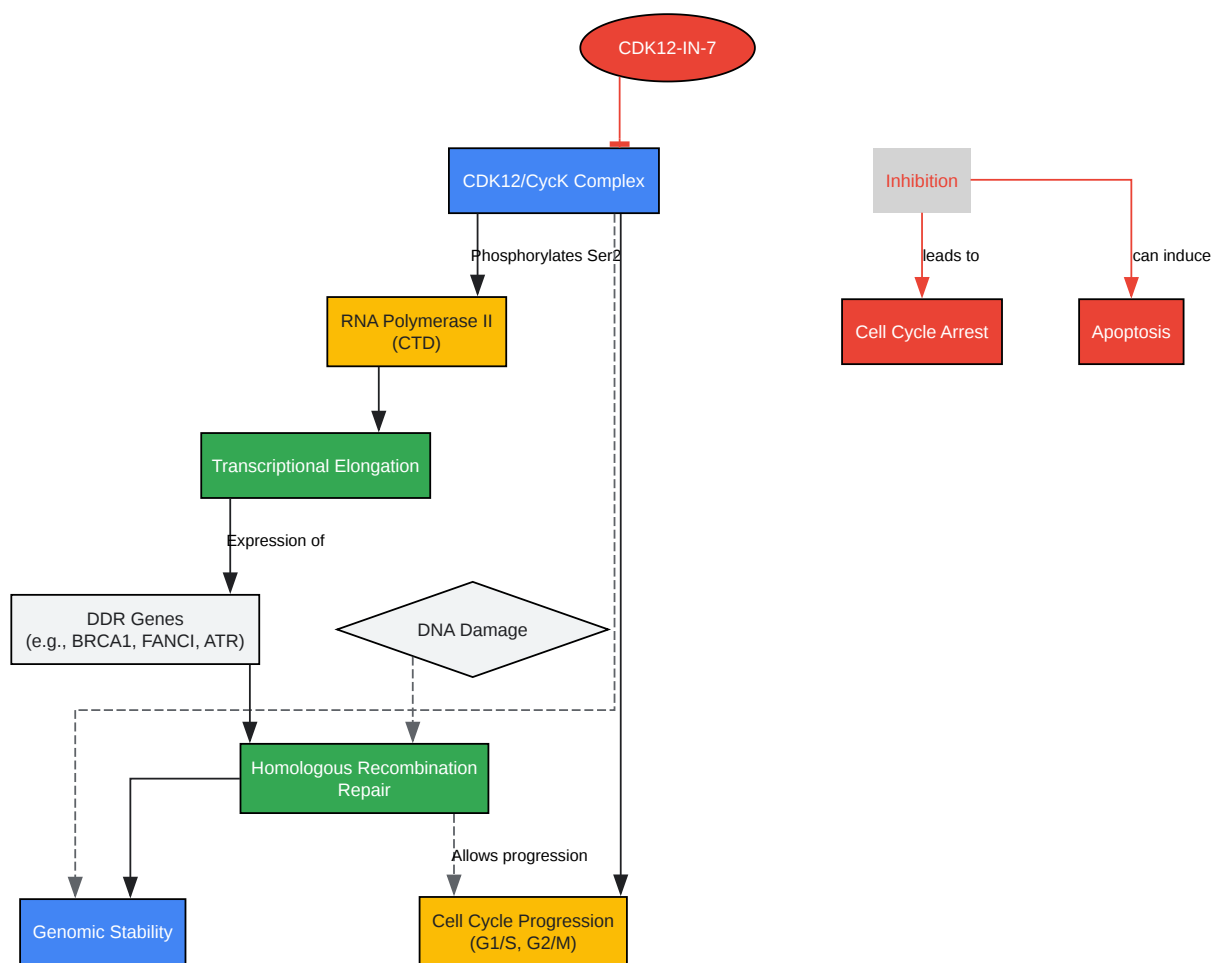 CDK12-IN-7
CDK12/CycK Complex
Inhibition
Phosphorylates Ser2
leads to
can induce
RNA Polymerase II
(CTD)
Cell Cycle Arrest
Apoptosis
Transcriptional Elongation
Expression of
DDR Genes
(e.g., BRCA1, FANCI, ATR)
DNA Damage
Homologous Recombination
Repair
Allows progression
Genomic Stability
Cell Cycle Progression
(G1/S, G2/M)